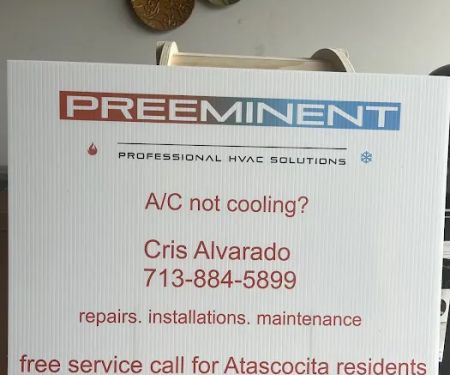 PREEMINENT
PROFESSIONAL HVAC SOLUTIONS
A/C not cooling?
Cris Alvarado
713-884-5899
repairs. installations. maintenance
free service call for Atascocita residents